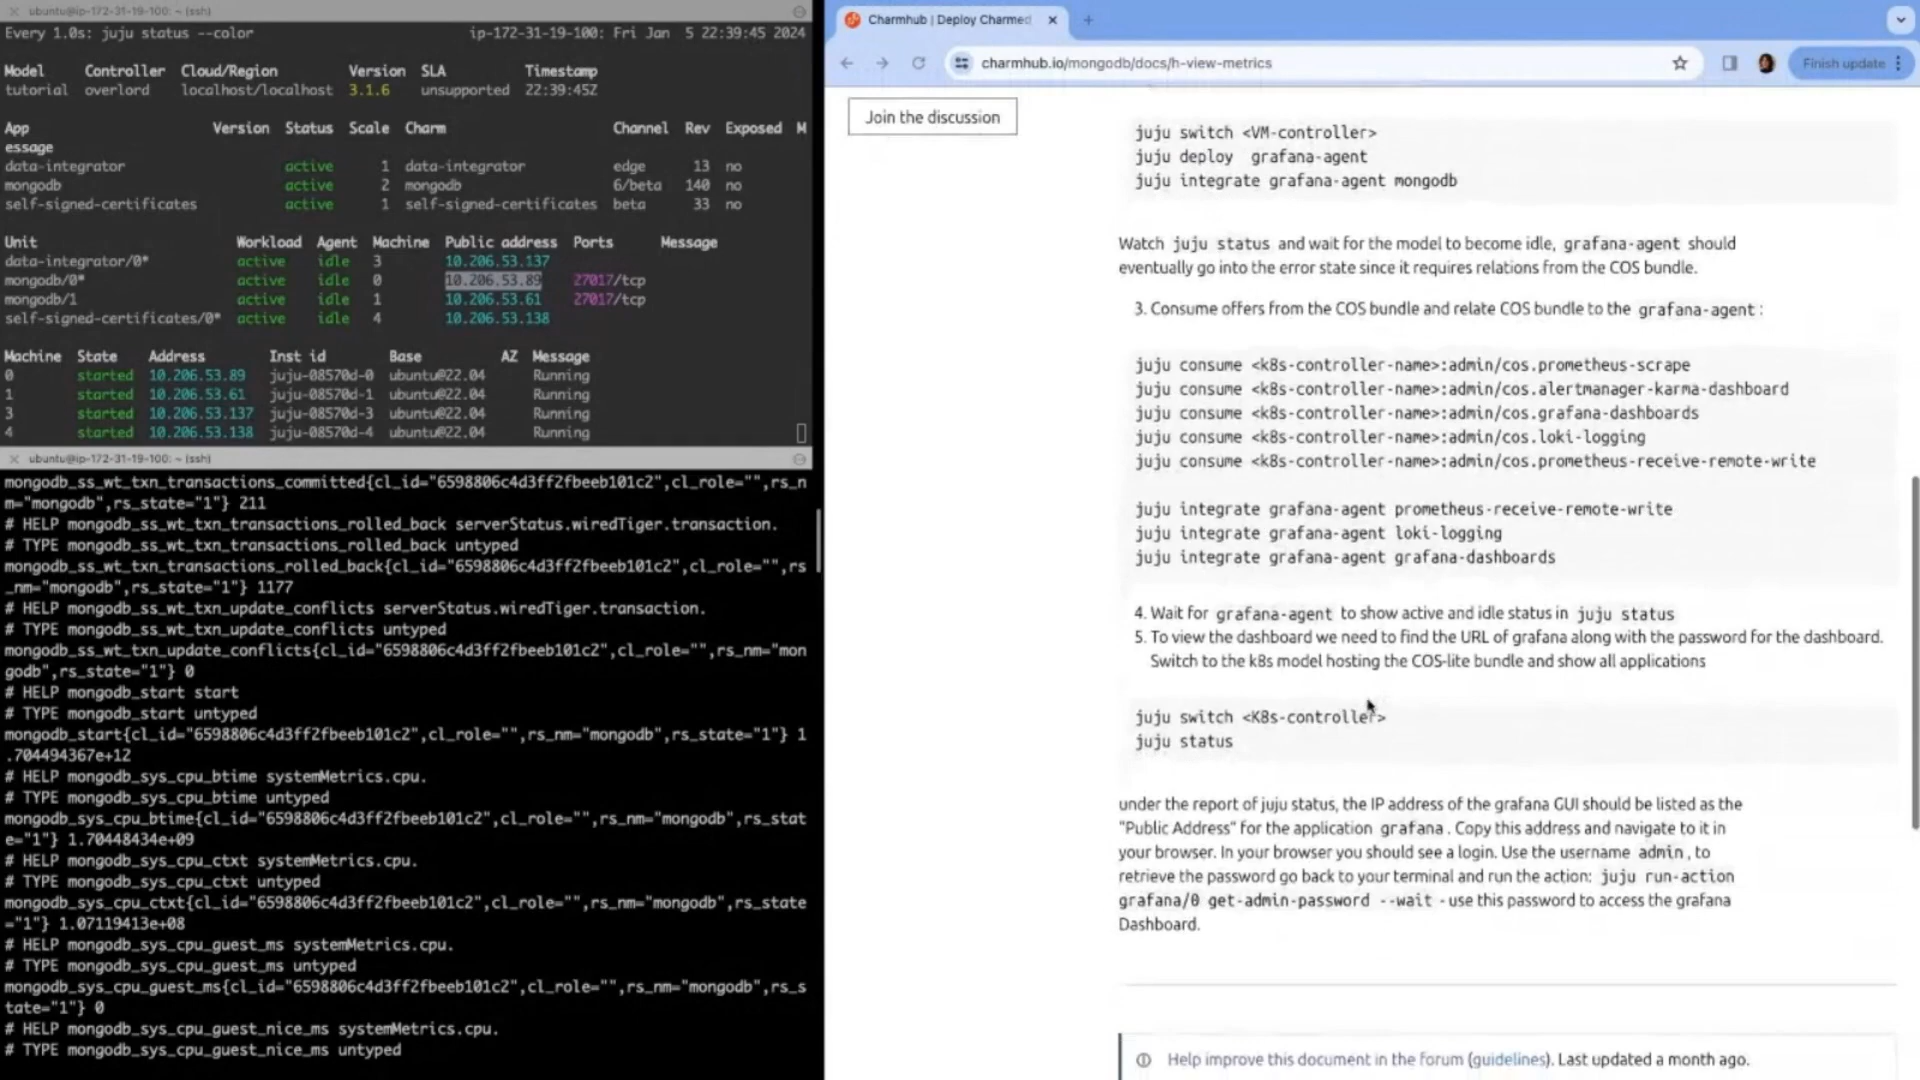 ubuntu@ip-172-31-19-100: ~ (ssh)
Every 1.0s: juju status --color ip-172-31-19-100: Fri Jan 5 22:39:45 2024
Model Controller Cloud/Region Version SLA Timestamp
tutorial overlord localhost/localhost 3.1.6 unsupported 22:39:45Z
App Version Status Scale Charm Channel Rev Exposed M
essage
data-integrator active 1 data-integrator edge 13 no
mongodb active 2 mongodb 6/beta 140 no
self-signed-certificates active 1 self-signed-certificates beta 33 no
Unit Workload Agent Machine Public address Ports Message
data-integrator/0* active idle 3 10.206.53.137
mongodb/0* active idle 0 10.206.53.89 27017/tcp
mongodb/1 active idle 1 10.206.53.61 27017/tcp
self-signed-certificates/0* active idle 4 10.206.53.138
Machine State Address Inst id Base AZ Message
0 started 10.206.53.89 juju-08570d-0 ubuntu@22.04 Running
1 started 10.206.53.61 juju-08570d-1 ubuntu@22.04 Running
3 started 10.206.53.137 juju-08570d-3 ubuntu@22.04 Running
4 started 10.206.53.138 juju-08570d-4 ubuntu@22.04 Running
ubuntu@ip-172-31-19-100: ~ (ssh)
mongodb_ss_wt_txn_transactions_committed{cl_id="6598806c4d3ff2fbeeb101c2",cl_role="",rs_n
m="mongodb",rs_state="1"} 211
# HELP mongodb_ss_wt_txn_transactions_rolled_back serverStatus.wiredTiger.transaction.
# TYPE mongodb_ss_wt_txn_transactions_rolled_back untyped
mongodb_ss_wt_txn_transactions_rolled_back{cl_id="6598806c4d3ff2fbeeb101c2",cl_role="",rs
_nm="mongodb",rs_state="1"} 1177
# HELP mongodb_ss_wt_txn_update_conflicts serverStatus.wiredTiger.transaction.
# TYPE mongodb_ss_wt_txn_update_conflicts untyped
mongodb_ss_wt_txn_update_conflicts{cl_id="6598806c4d3ff2fbeeb101c2",cl_role="",rs_nm="mon
godb",rs_state="1"} 0
# HELP mongodb_start start
# TYPE mongodb_start untyped
mongodb_start{cl_id="6598806c4d3ff2fbeeb101c2",cl_role="",rs_nm="mongodb",rs_state="1"} 1
.704494367e+12
# HELP mongodb_sys_cpu_btime systemMetrics.cpu.
# TYPE mongodb_sys_cpu_btime untyped
mongodb_sys_cpu_btime{cl_id="6598806c4d3ff2fbeeb101c2",cl_role="",rs_nm="mongodb",rs_stat
e="1"} 1.70448434e+09
# HELP mongodb_sys_cpu_ctxt systemMetrics.cpu.
# TYPE mongodb_sys_cpu_ctxt untyped
mongodb_sys_cpu_ctxt{cl_id="6598806c4d3ff2fbeeb101c2",cl_role="",rs_nm="mongodb",rs_state
="1"} 1.07119413e+08
# HELP mongodb_sys_cpu_guest_ms systemMetrics.cpu.
# TYPE mongodb_sys_cpu_guest_ms untyped
mongodb_sys_cpu_guest_ms{cl_id="6598806c4d3ff2fbeeb101c2",cl_role="",rs_nm="mongodb",rs_s
tate="1"} 0
# HELP mongodb_sys_cpu_guest_nice_ms systemMetrics.cpu.
# TYPE mongodb_sys_cpu_guest_nice_ms untyped
Charmhub | Deploy Charmed
charmhub.io/mongodb/docs/h-view-metrics
Finish update
Join the discussion
juju switch <VM-controller>
juju deploy grafana-agent
juju integrate grafana-agent mongodb
Watch juju status and wait for the model to become idle, grafana-agent should
eventually go into the error state since it requires relations from the COS bundle.
3. Consume offers from the COS bundle and relate COS bundle to the grafana-agent :
juju consume <k8s-controller-name>:admin/cos.prometheus-scrape
juju consume <k8s-controller-name>:admin/cos.alertmanager-karma-dashboard
juju consume <k8s-controller-name>:admin/cos.grafana-dashboards
juju consume <k8s-controller-name>:admin/cos.loki-logging
juju consume <k8s-controller-name>:admin/cos.prometheus-receive-remote-write
juju integrate grafana-agent prometheus-receive-remote-write
juju integrate grafana-agent loki-logging
juju integrate grafana-agent grafana-dashboards
4. Wait for grafana-agent to show active and idle status in juju status
5. To view the dashboard we need to find the URL of grafana along with the password for the dashboard.
Switch to the k8s model hosting the COS-lite bundle and show all applications
juju switch <K8s-controller>
juju status
under the report of juju status, the IP address of the grafana GUI should be listed as the
"Public Address" for the application grafana . Copy this address and navigate to it in
your browser. In your browser you should see a login. Use the username admin , to
retrieve the password go back to your terminal and run the action: juju run-action
grafana/0 get-admin-password --wait - use this password to access the grafana
Dashboard.
Help improve this document in the forum (guidelines). Last updated a month ago.